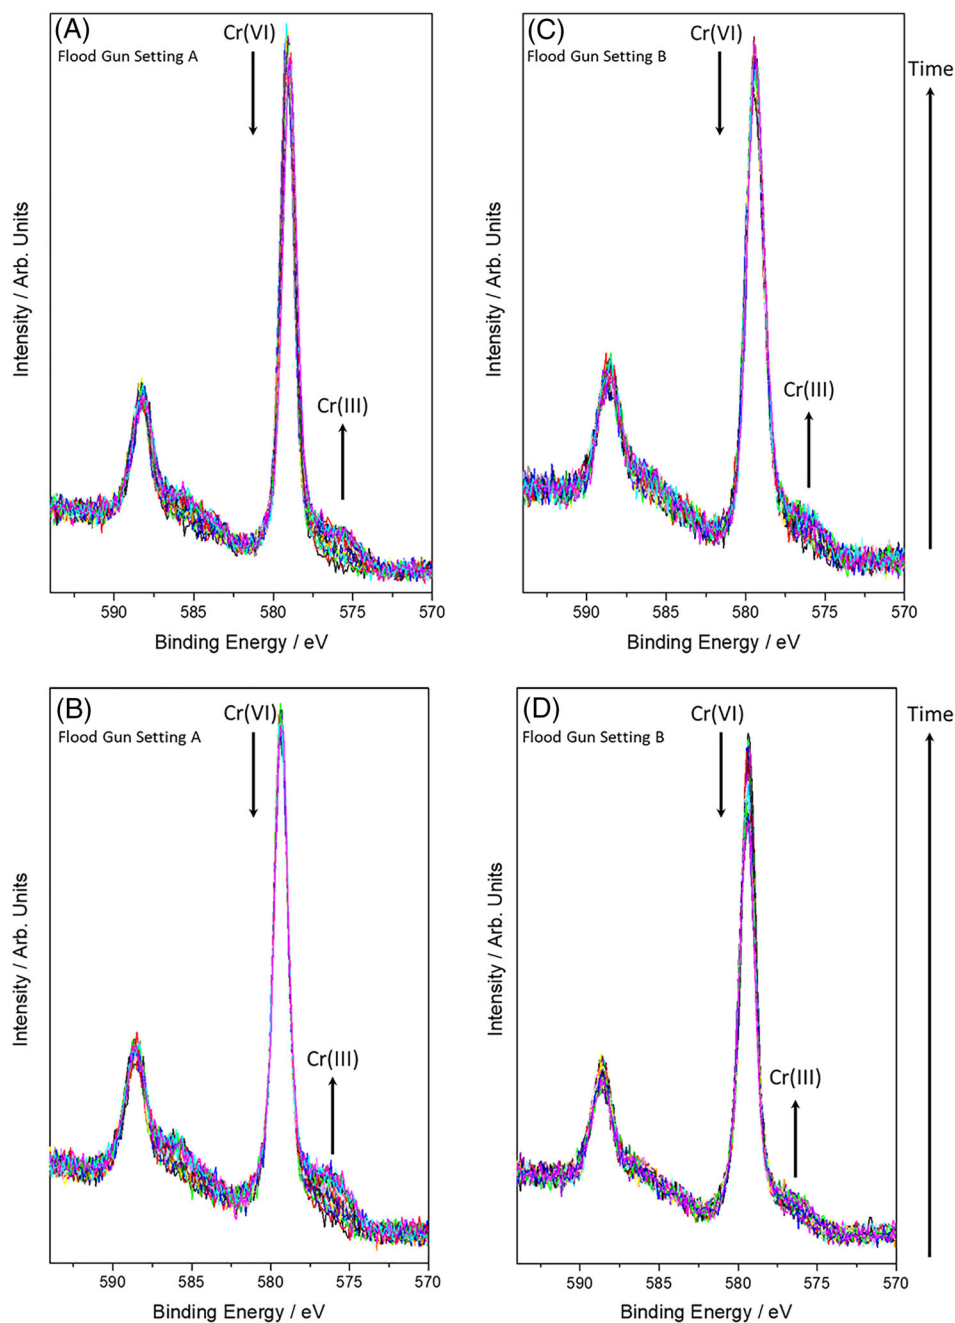 (A)
Flood Gun Setting A
Cr(VI)
Cr(III)
Intensity / Arb. Units
590 585 580 575 570
Binding Energy / eV
(C)
Flood Gun Setting B
Cr(VI)
Cr(III)
Time
Intensity / Arb. Units
590 585 580 575 570
Binding Energy / eV
(B)
Flood Gun Setting A
Cr(VI)
Cr(III)
Intensity / Arb. Units
590 585 580 575 570
Binding Energy / eV
(D)
Flood Gun Setting B
Cr(VI)
Cr(III)
Time
Intensity / Arb. Units
590 585 580 575 570
Binding Energy / eV